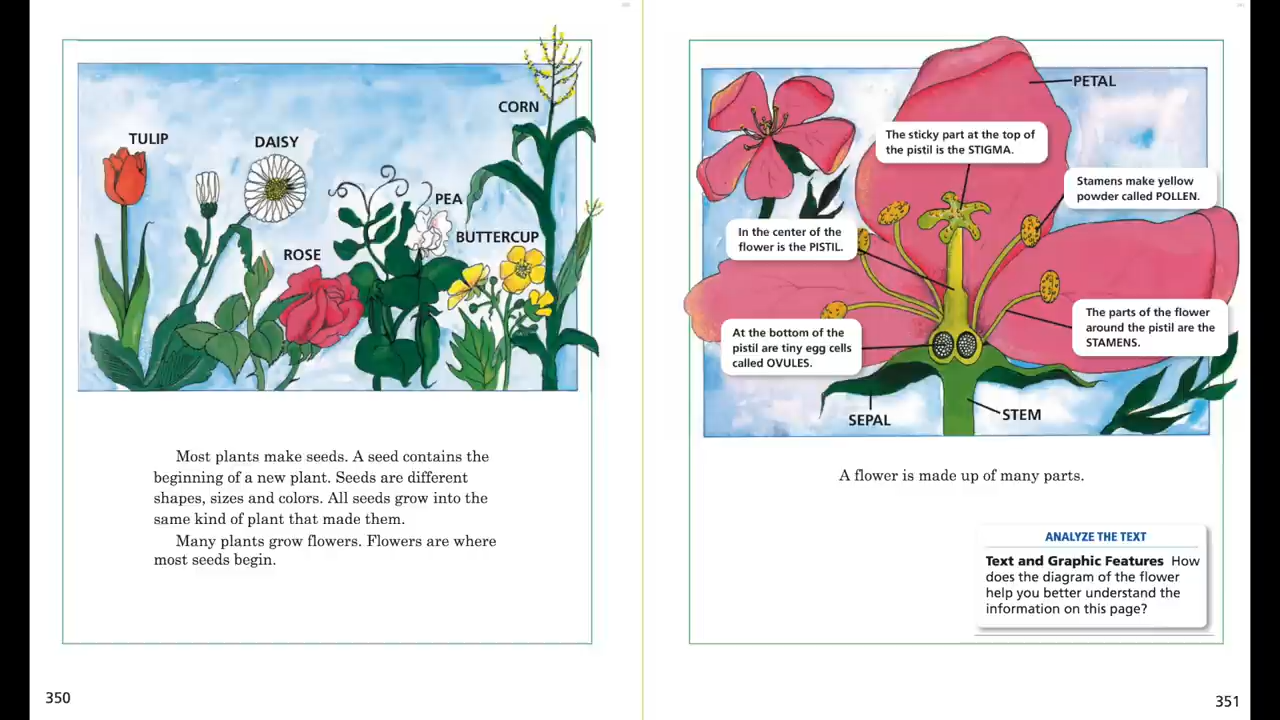 TULIP
DAISY
CORN
PEA
ROSE
BUTTERCUP
Most plants make seeds. A seed contains the
beginning of a new plant. Seeds are different
shapes, sizes and colors. All seeds grow into the
same kind of plant that made them.
Many plants grow flowers. Flowers are where
most seeds begin.
350
PETAL
The sticky part at the top of
the pistil is the STIGMA.
Stamens make yellow
powder called POLLEN.
In the center of the
flower is the PISTIL.
The parts of the flower
around the pistil are the
STAMENS.
At the bottom of the
pistil are tiny egg cells
called OVULES.
SEPAL
STEM
A flower is made up of many parts.
ANALYZE THE TEXT
Text and Graphic Features How
does the diagram of the flower
help you better understand the
information on this page?
351